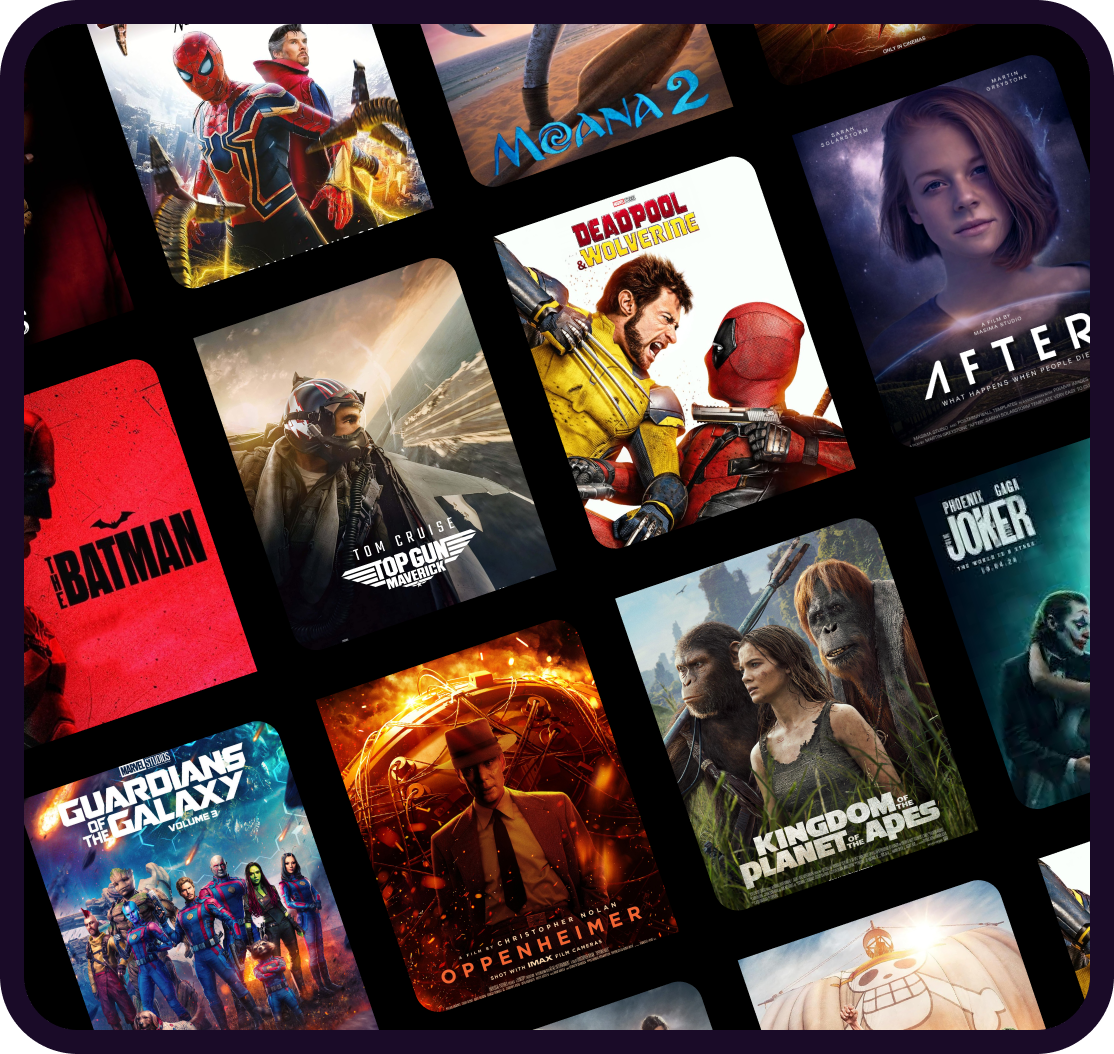 MOANA 2
ONLY IN CINEMAS
MARTIN
GREYSTONE
SARAH
SOLARSTORM
A FILM BY
MASIMA STUDIO
AFTER
WHAT HAPPENS WHEN PEOPLE DIE
MARVEL STUDIOS
DEADPOOL
& WOLVERINE
TOM CRUISE
TOP GUN
MAVERICK
THE
BATMAN
PHOENIX GAGA
JOKER
THE WORLD IS A STAGE
10.04.24
KINGDOM OF THE
PLANET OF THE APES
A FILM BY CHRISTOPHER NOLAN
OPPENHEIMER
SHOT WITH IMAX FILM CAMERAS
MARVEL STUDIOS
GUARDIANS
OF THE GALAXY
VOLUME 3